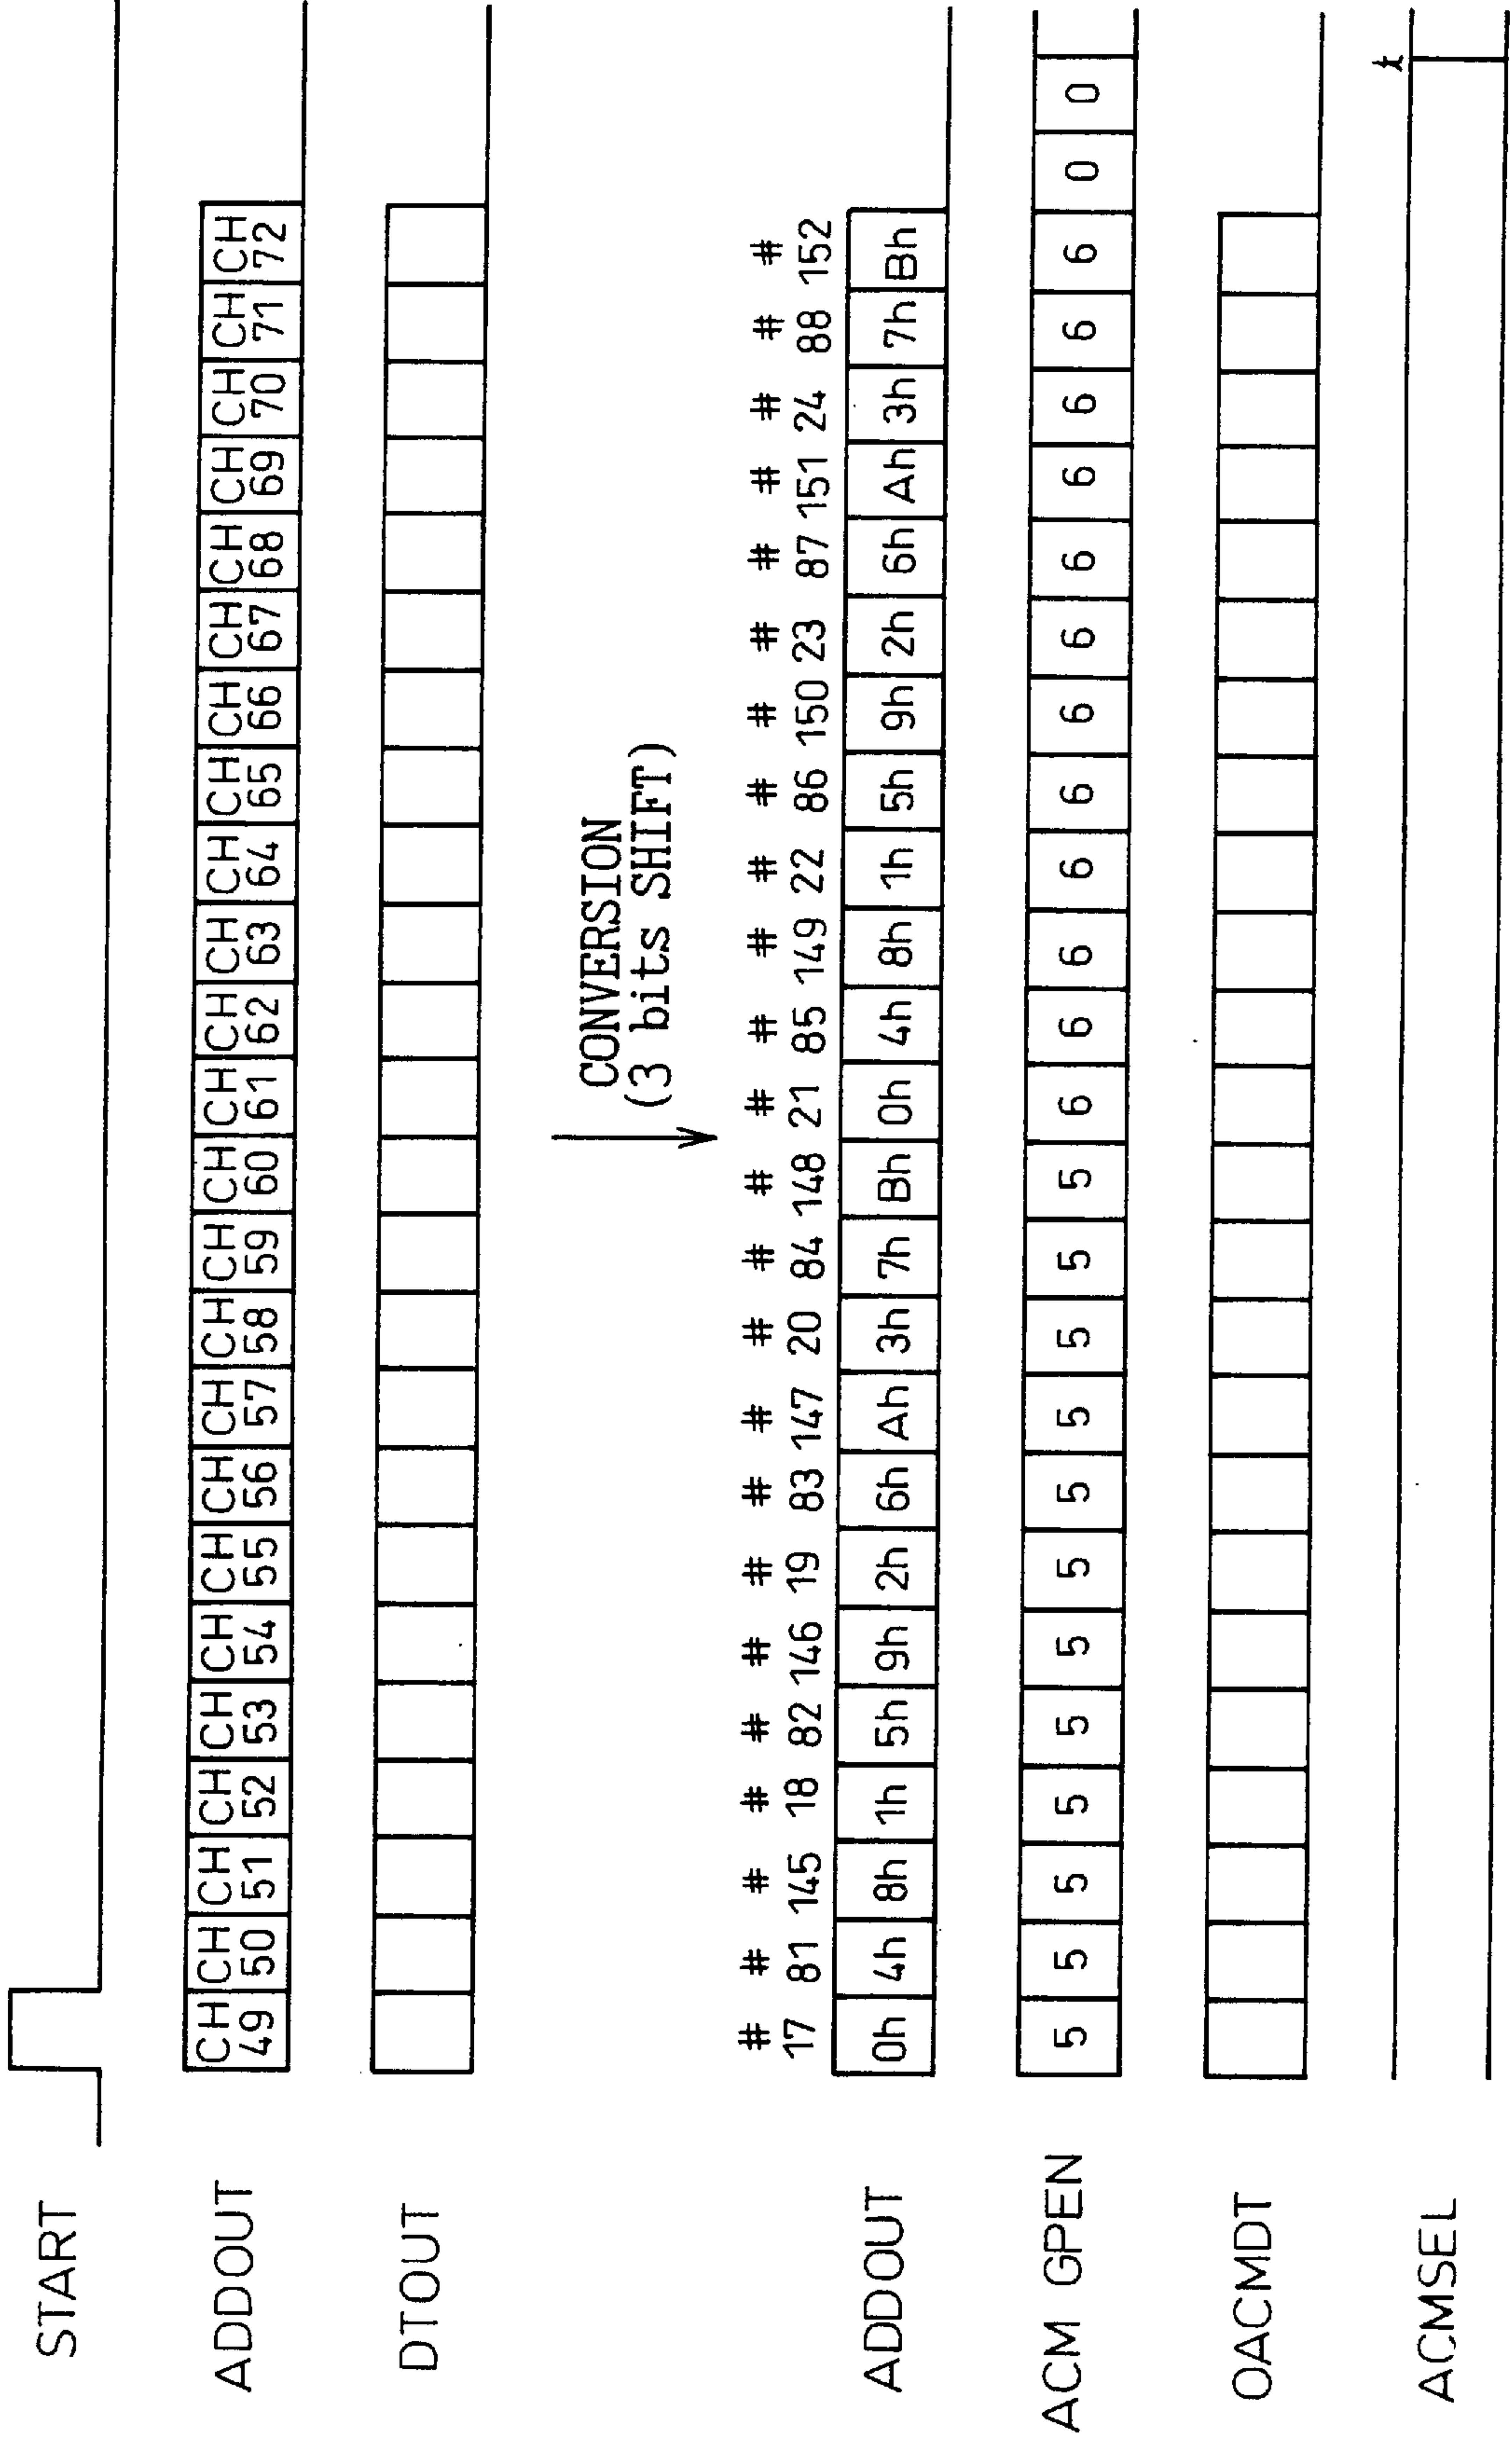 START
ADDOUT
CH 49 CH 50 CH 51 CH 52 CH 53 CH 54 CH 55 CH 56 CH 57 CH 58 CH 59 CH 60 CH 61 CH 62 CH 63 CH 64 CH 65 CH 66 CH 67 CH 68 CH 69 CH 70 CH 71 CH 72
DTOUT
CONVERSION
(3 bits SHIFT)
# # # # # # # # # # # # # # # # # # # # # # # #
17 81 145 18 82 146 19 83 147 20 84 148 21 85 149 22 86 150 23 87 151 24 88 152
ADDOUT 0h 4h 8h 1h 5h 9h 2h 6h Ah 3h 7h Bh 0h 4h 8h 1h 5h 9h 2h 6h Ah 3h 7h Bh
ACM GPEN 5 5 5 5 5 5 5 5 5 5 5 5 6 6 6 6 6 6 6 6 6 6 6 6 0 0
OACMDT
ACMSEL
t